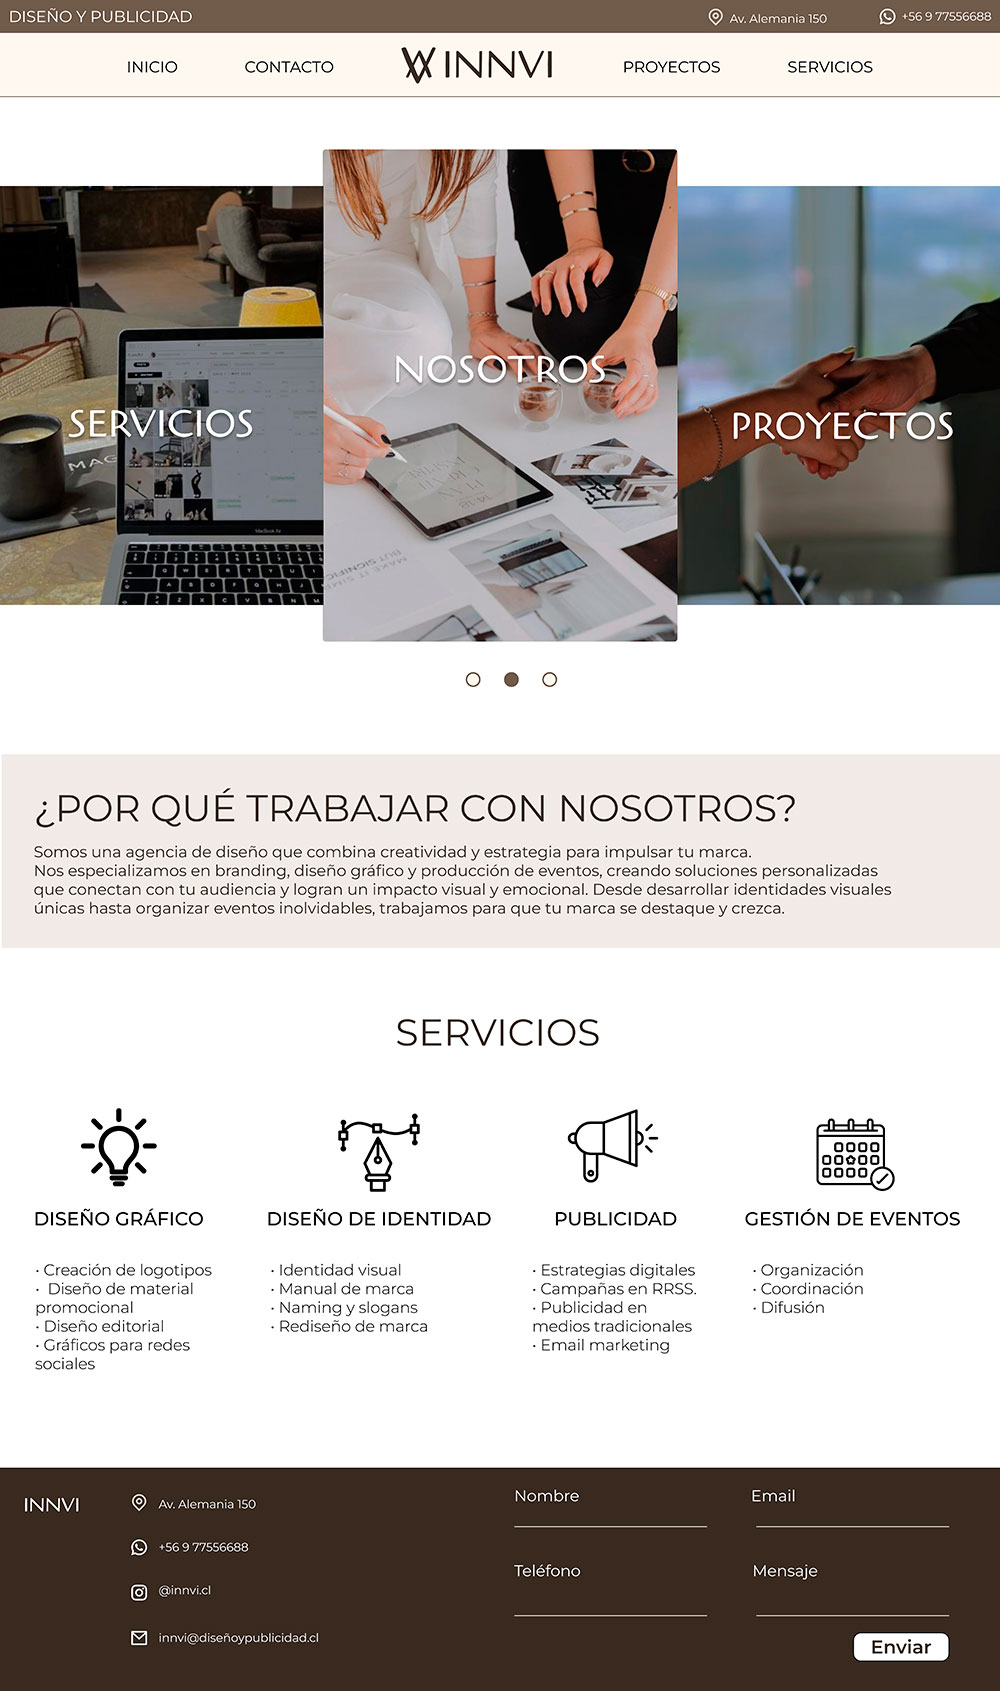 DISEÑO Y PUBLICIDAD
Av. Alemania 150
+56 9 77556688
INICIO
CONTACTO
INNVI
PROYECTOS
SERVICIOS
SERVICIOS
NOSOTROS
PROYECTOS
MAG
MacBook Air
¿POR QUÉ TRABAJAR CON NOSOTROS?
Somos una agencia de diseño que combina creatividad y estrategia para impulsar tu marca.
Nos especializamos en branding, diseño gráfico y producción de eventos, creando soluciones personalizadas
que conectan con tu audiencia y logran un impacto visual y emocional. Desde desarrollar identidades visuales
únicas hasta organizar eventos inolvidables, trabajamos para que tu marca se destaque y crezca.
SERVICIOS
DISEÑO GRÁFICO
· Creación de logotipos
· Diseño de material
promocional
· Diseño editorial
· Gráficos para redes
sociales
DISEÑO DE IDENTIDAD
· Identidad visual
· Manual de marca
· Naming y slogans
· Rediseño de marca
PUBLICIDAD
· Estrategias digitales
· Campañas en RRSS.
· Publicidad en
medios tradicionales
· Email marketing
GESTIÓN DE EVENTOS
· Organización
· Coordinación
· Difusión
INNVI
Av. Alemania 150
+56 9 77556688
@innvi.cl
innvi@diseñoypublicidad.cl
Nombre
Email
Teléfono
Mensaje
Enviar